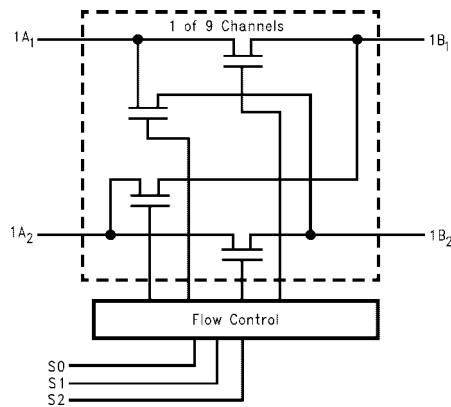 1 of 9 Channels
1A₁
1B₁
1A₂
1B₂
Flow Control
S0
S1
S2